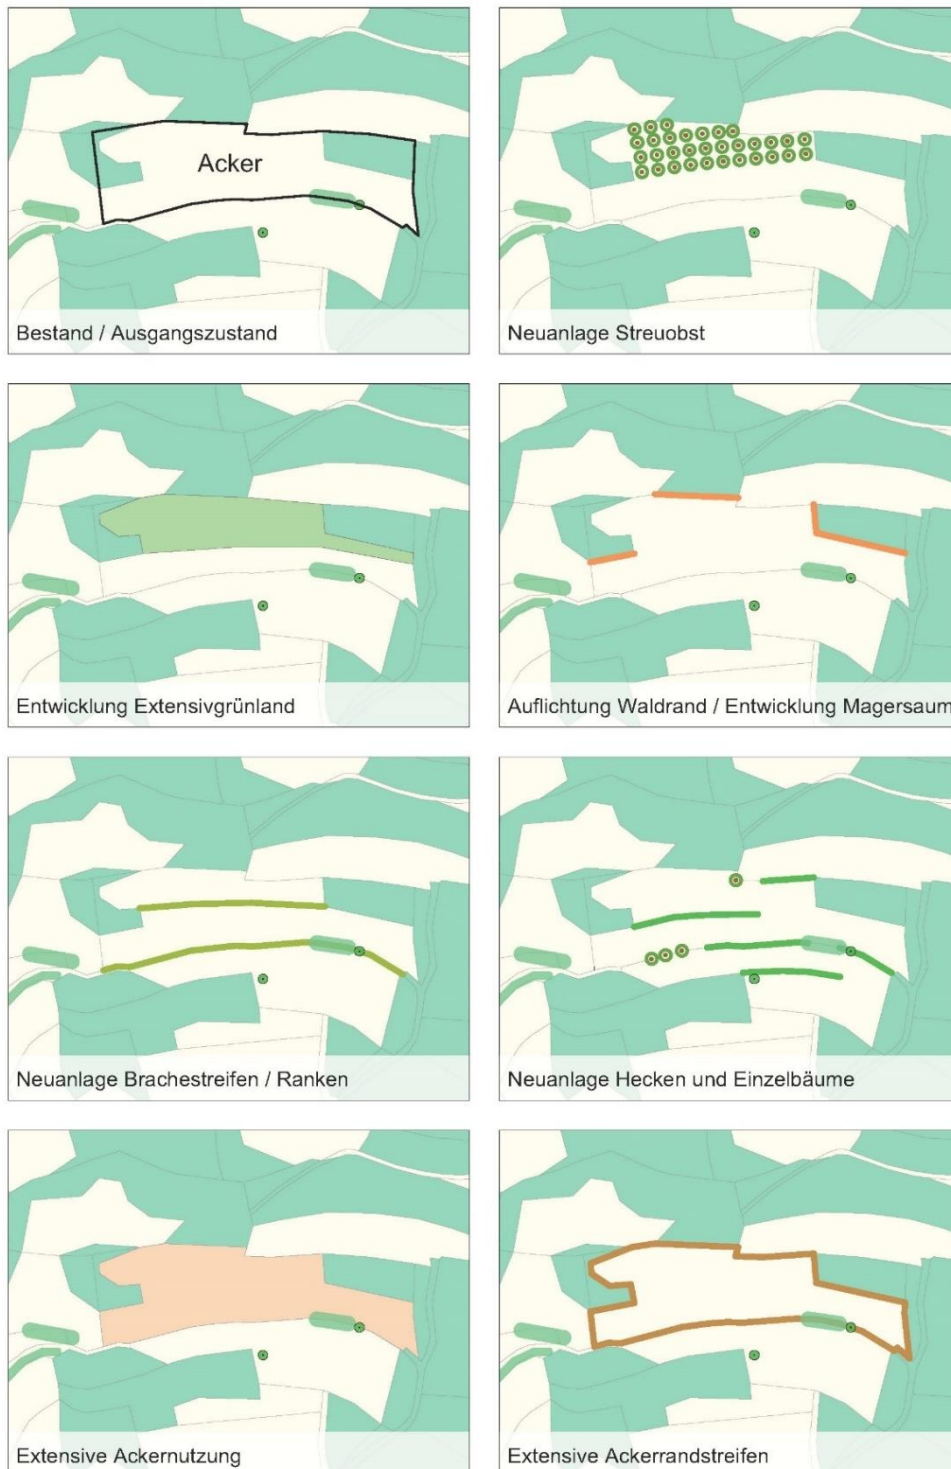 Acker
Bestand / Ausgangszustand
Neuanlage Streuobst
Entwicklung Extensivgrünland
Auflichtung Waldrand / Entwicklung Magersaum
Neuanlage Brachestreifen / Ranken
Neuanlage Hecken und Einzelbäume
Extensive Ackernutzung
Extensive Ackerrandstreifen